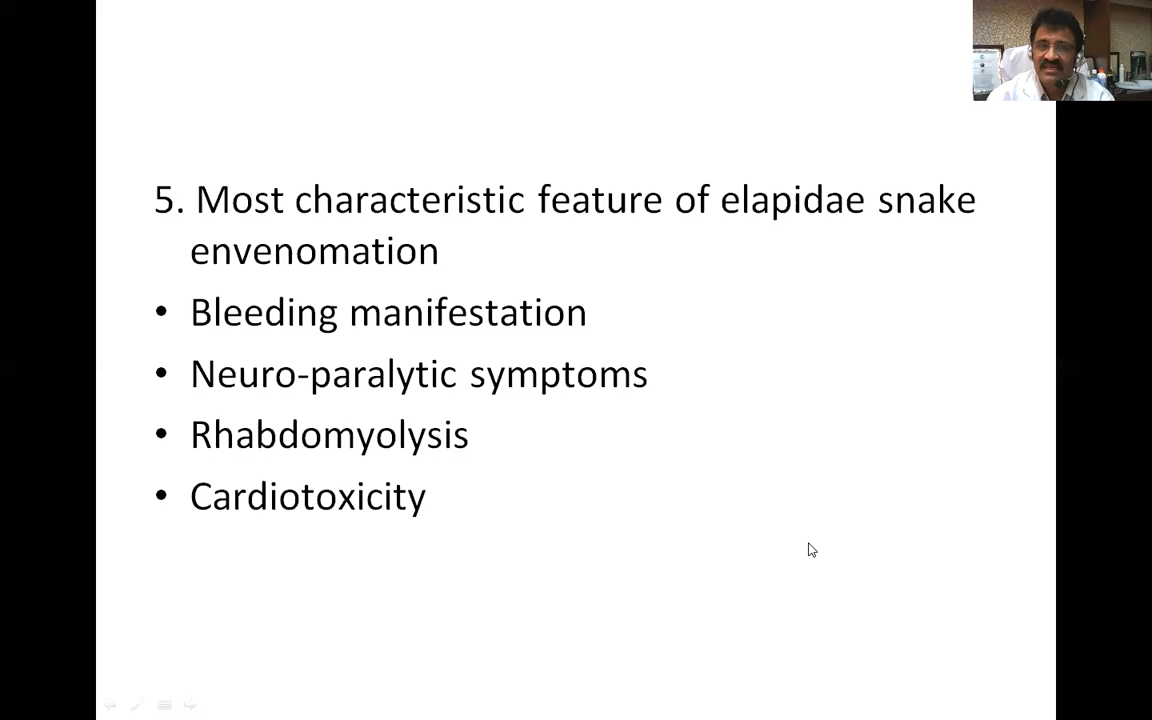 5. Most characteristic feature of elapidae snake
envenomation
• Bleeding manifestation
• Neuro-paralytic symptoms
• Rhabdomyolysis
• Cardiotoxicity